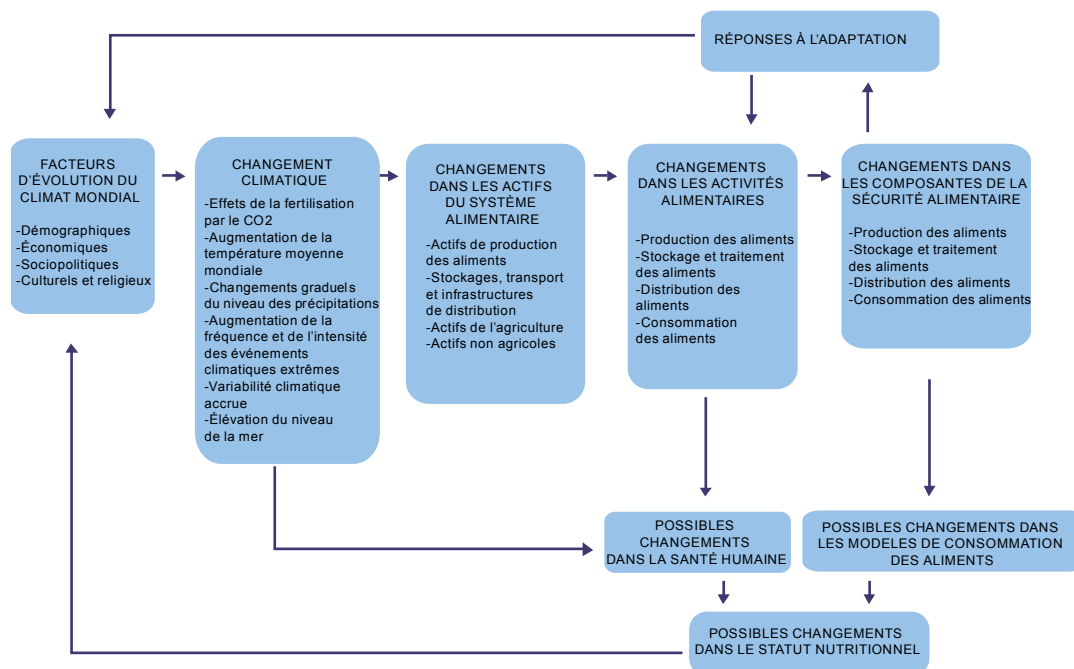 RÉPONSES À L'ADAPTATION
FACTEURS
D'ÉVOLUTION DU
CLIMAT MONDIAL
-Démographiques
-Économiques
-Sociopolitiques
-Culturels et religieux
CHANGEMENT
CLIMATIQUE
-Effets de la fertilisation
par le CO2
-Augmentation de la
température moyenne
mondiale
-Changements graduels
du niveau des précipitations
-Augmentation de la
fréquence et de l'intensité
des événements
climatiques extrêmes
-Variabilité climatique
accrue
-Élévation du niveau
de la mer
CHANGEMENTS
DANS LES ACTIFS
DU SYSTÈME
ALIMENTAIRE
-Actifs de production
des aliments
-Stockages, transport
et infrastructures
de distribution
-Actifs de l'agriculture
-Actifs non agricoles
CHANGEMENTS
DANS LES ACTIVITÉS
ALIMENTAIRES
-Production des aliments
-Stockage et traitement
des aliments
-Distribution des
aliments
-Consommation
des aliments
CHANGEMENTS DANS
LES COMPOSANTES DE LA
SÉCURITÉ ALIMENTAIRE
-Production des aliments
-Stockage et traitement
des aliments
-Distribution des aliments
-Consommation des aliments
POSSIBLES
CHANGEMENTS
DANS LA SANTÉ HUMAINE
POSSIBLES CHANGEMENTS DANS
LES MODELES DE CONSOMMATION
DES ALIMENTS
POSSIBLES CHANGEMENTS
DANS LE STATUT NUTRITIONNEL